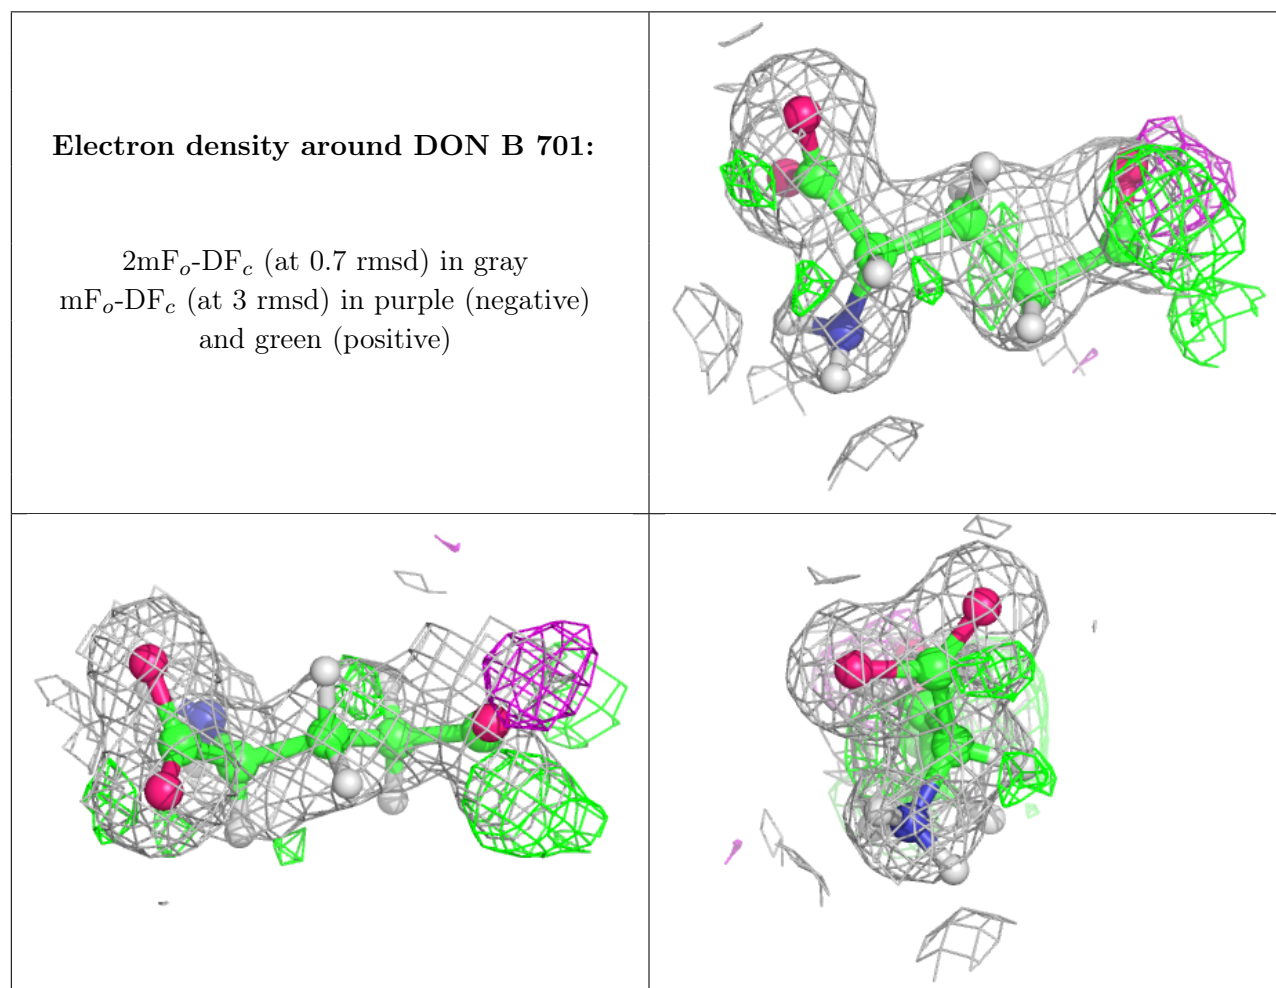 Electron density around DON B 701:
2mFo-DFc (at 0.7 rmsd) in gray
mFo-DFc (at 3 rmsd) in purple (negative)
and green (positive)